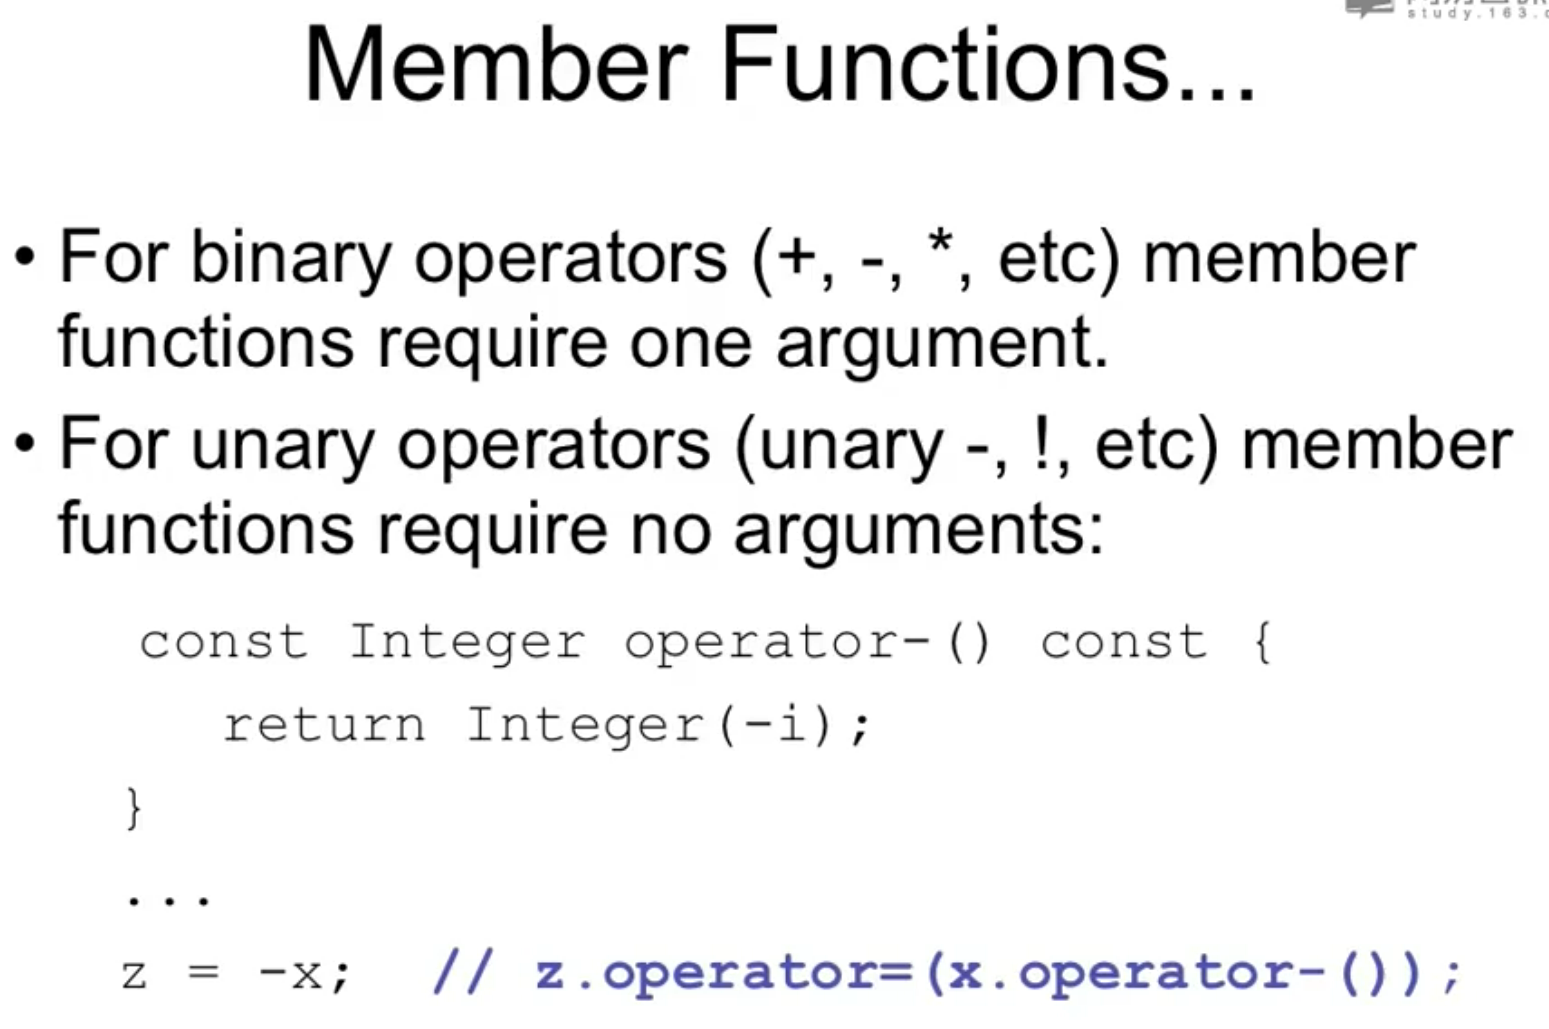 study.163.
Member Functions...
• For binary operators (+, -, *, etc) member
functions require one argument.
• For unary operators (unary -, !, etc) member
functions require no arguments:
const Integer operator-() const {
return Integer(-i);
}
...
z = -x; // z.operator=(x.operator-());